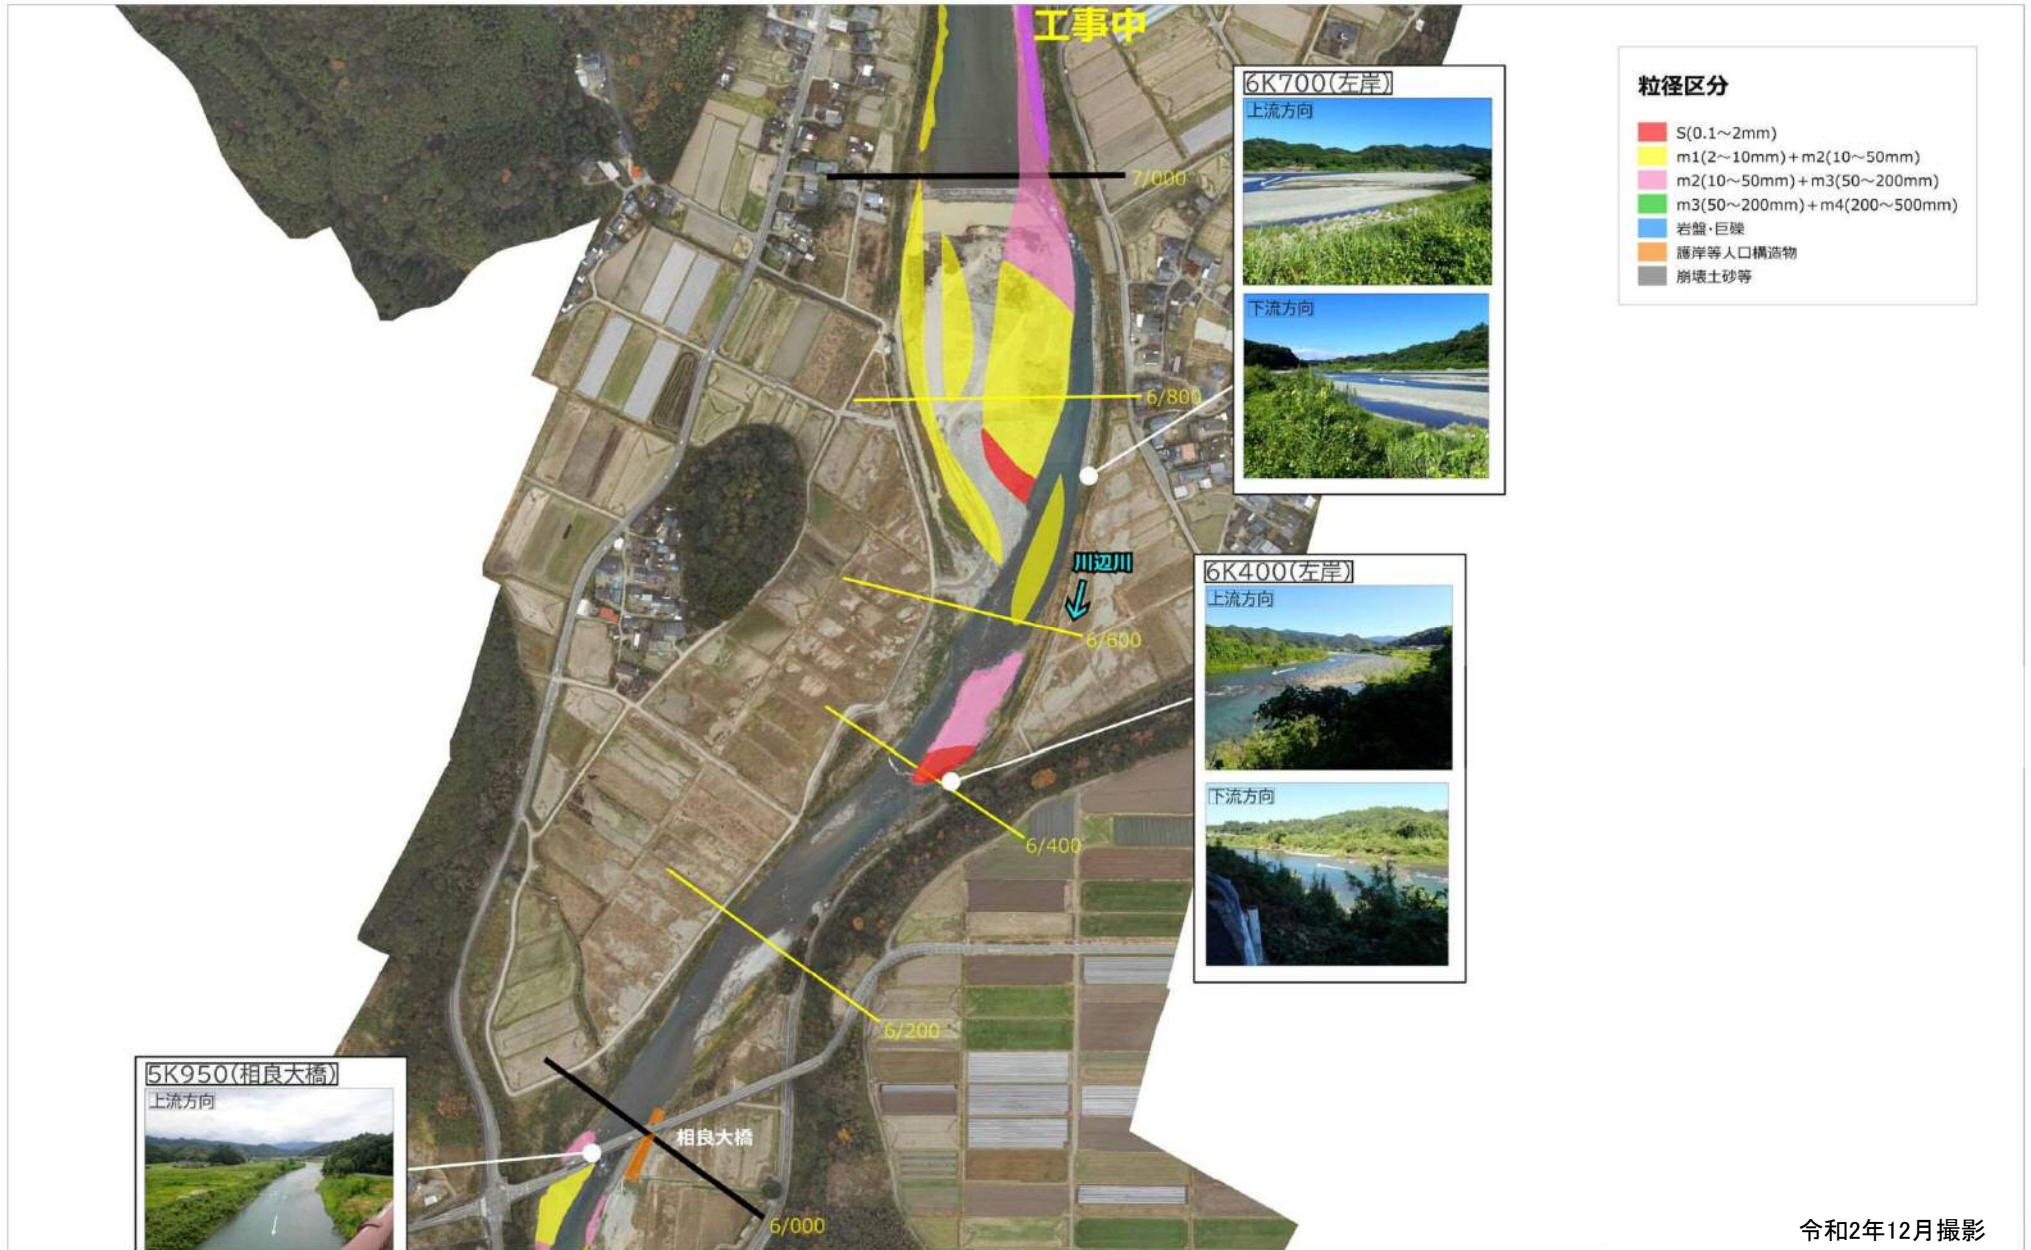 工事中
7/000
6/800
川辺川
6/600
6/400
6/200
相良大橋
6/000
6K700(左岸)
上流方向
下流方向
6K400(左岸)
上流方向
下流方向
5K950(相良大橋)
上流方向
粒径区分
S(0.1～2mm)
m1(2～10mm)+m2(10～50mm)
m2(10～50mm)+m3(50～200mm)
m3(50～200mm)+m4(200～500mm)
岩盤・巨礫
護岸等人口構造物
崩壊土砂等
令和2年12月撮影